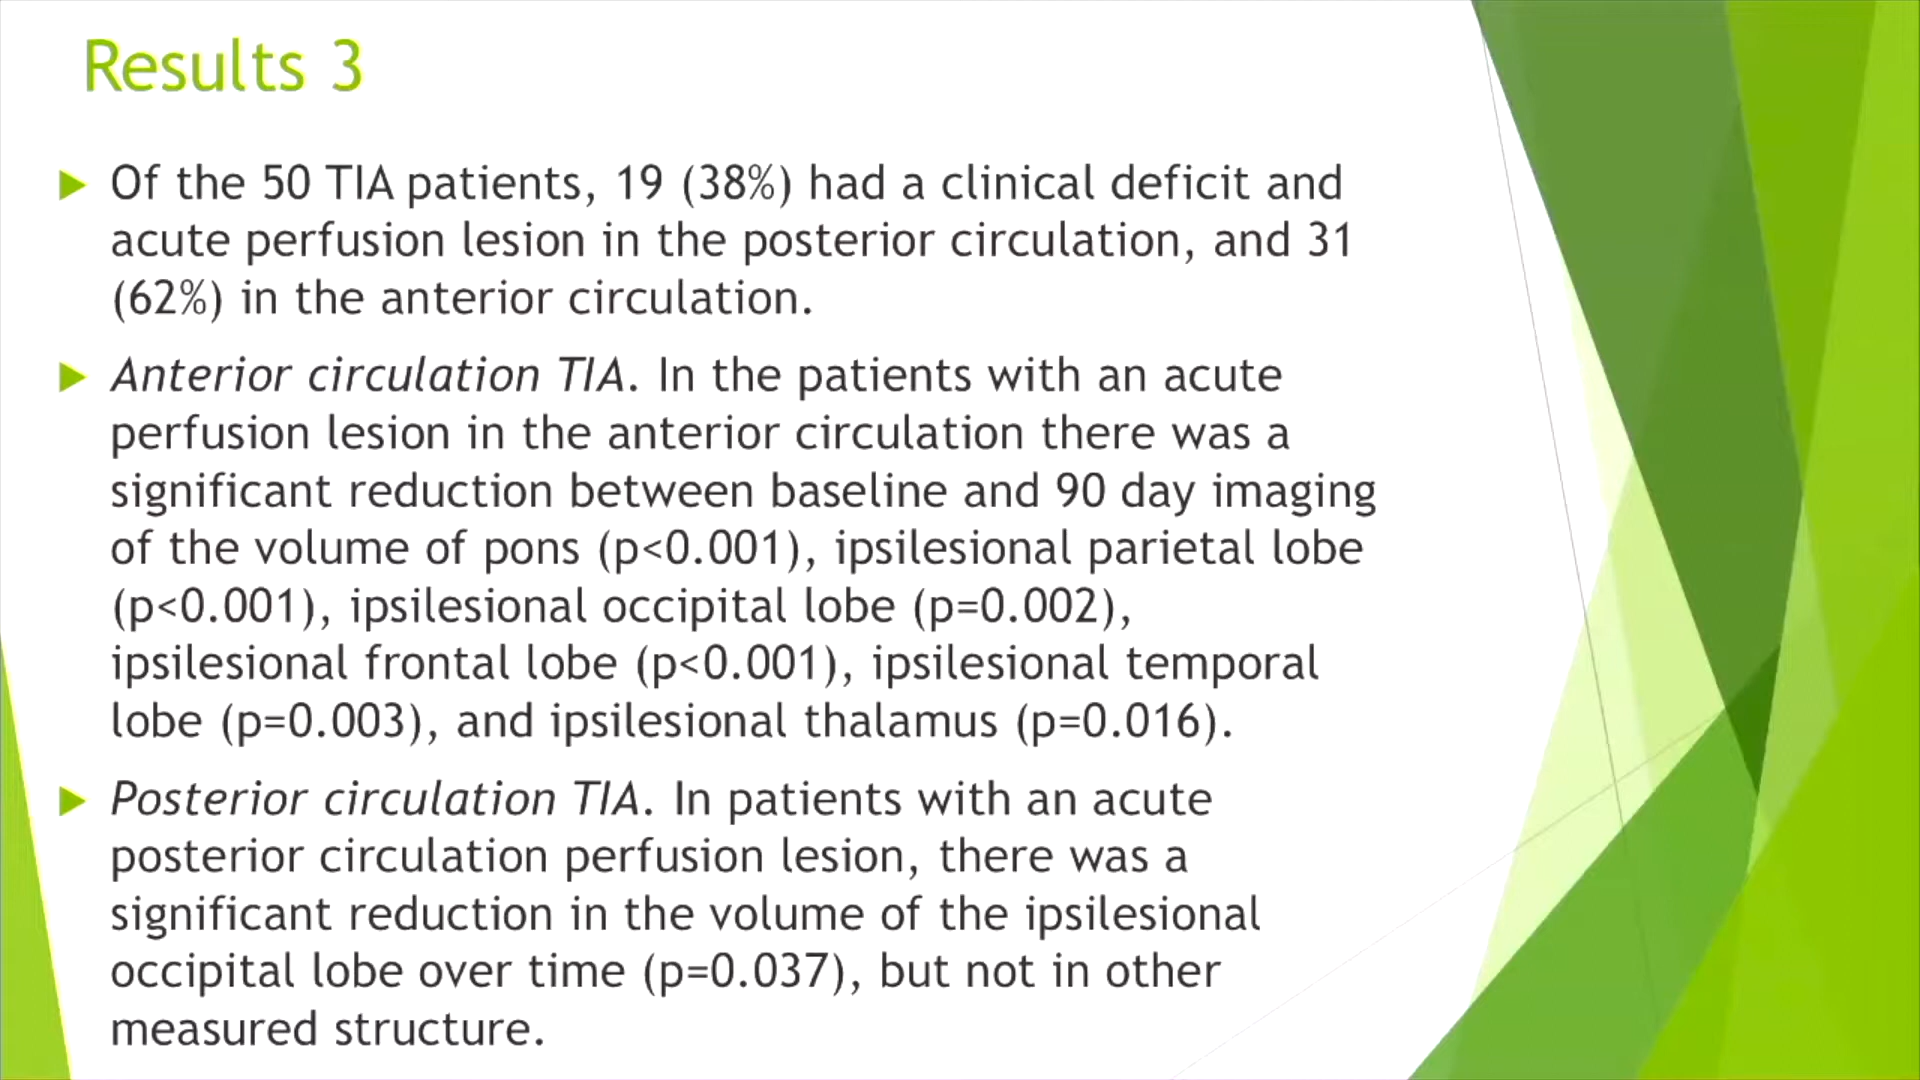 Results 3
Of the 50 TIA patients, 19 (38%) had a clinical deficit and
acute perfusion lesion in the posterior circulation, and 31
(62%) in the anterior circulation.
Anterior circulation TIA. In the patients with an acute
perfusion lesion in the anterior circulation there was a
significant reduction between baseline and 90 day imaging
of the volume of pons (p<0.001), ipsilesional parietal lobe
(p<0.001), ipsilesional occipital lobe (p=0.002),
ipsilesional frontal lobe (p<0.001), ipsilesional temporal
lobe (p=0.003), and ipsilesional thalamus (p=0.016).
Posterior circulation TIA. In patients with an acute
posterior circulation perfusion lesion, there was a
significant reduction in the volume of the ipsilesional
occipital lobe over time (p=0.037), but not in other
measured structure.